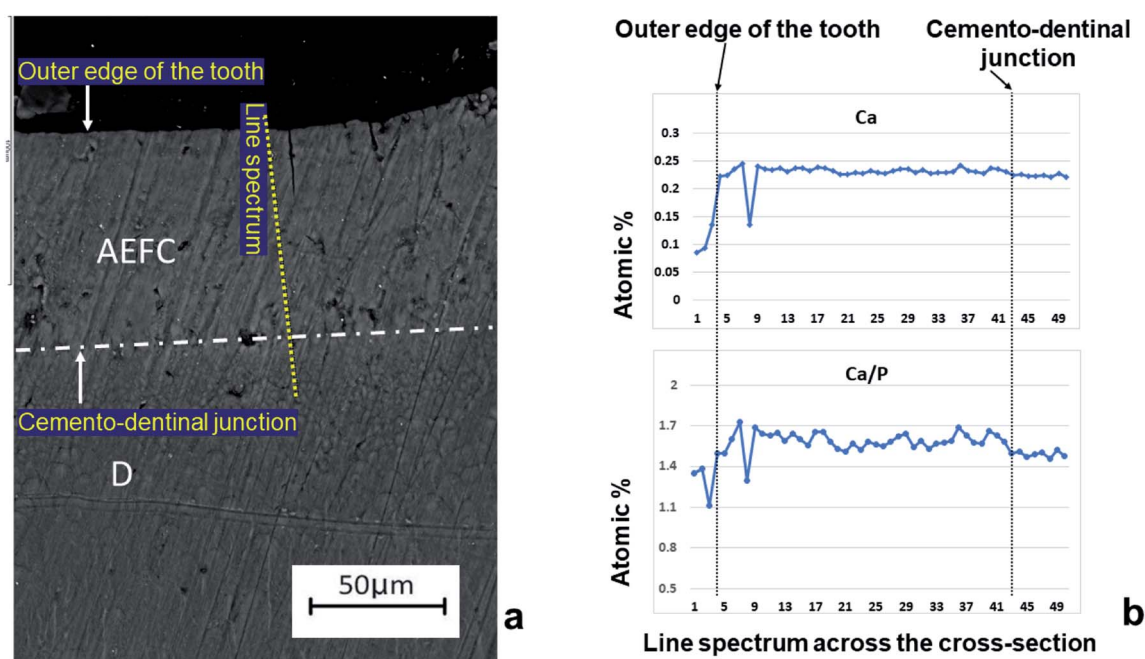 Outer edge of the tooth
Line spectrum
AEFC
Cemento-dentinal junction
D
50µm
a
Outer edge of the tooth
Cemento-dentinal
junction
Ca
Atomic %
0.3
0.25
0.2
0.15
0.1
0.05
0
1 5 9 13 17 21 25 29 33 37 41 45 49
Ca/P
Atomic %
2
1.7
1.4
1.1
0.8
0.5
1 5 9 13 17 21 25 29 33 37 41 45 49
Line spectrum across the cross-section
b